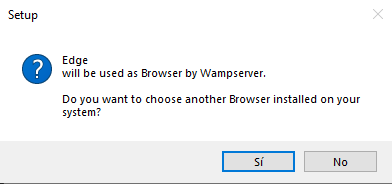 Setup
Edge
will be used as Browser by Wampserver.
Do you want to choose another Browser installed on your
system?
Sí
No